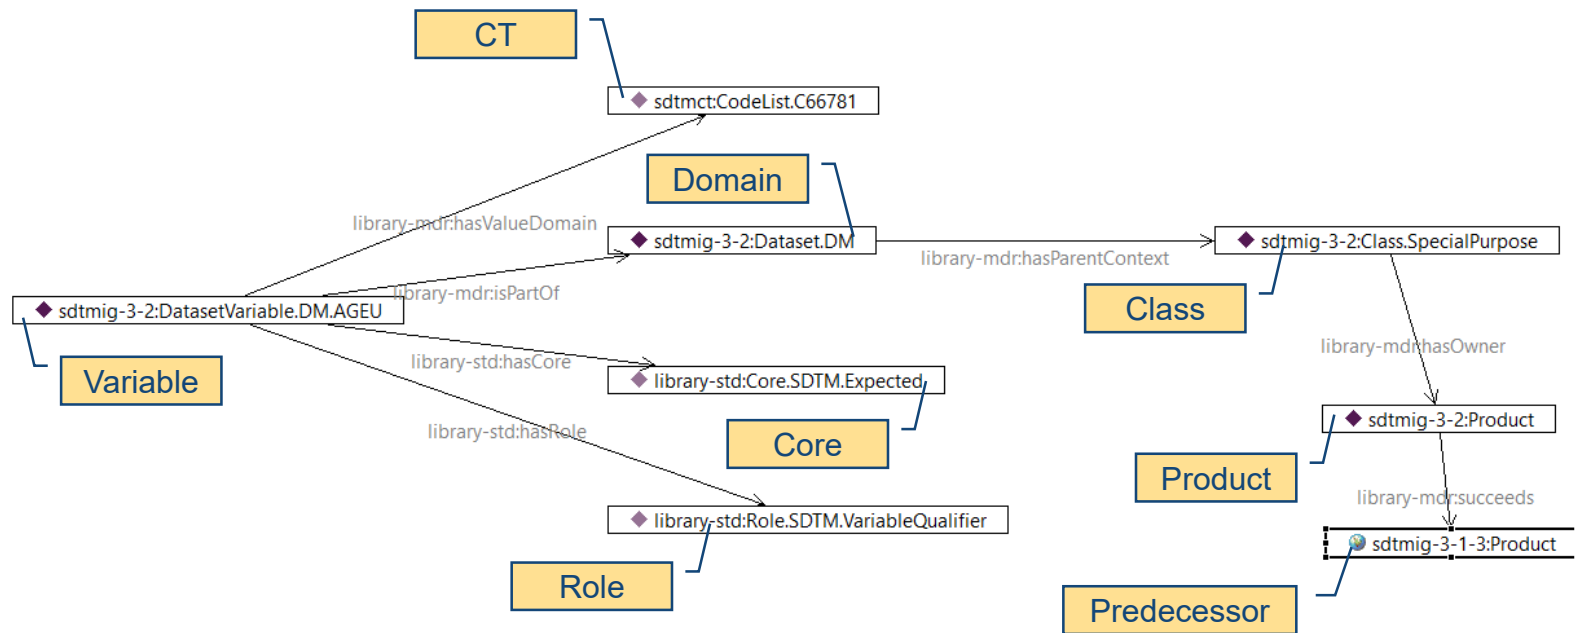 CT
sdtmct:CodeList.C66781
Domain
library-mdr:hasValueDomain
sdtmig-3-2:Dataset.DM
sdtmig-3-2:Class.SpecialPurpose
library-mdr:hasParentContext
library-mdr:isPartOf
Class
sdtmig-3-2:DatasetVariable.DM.AGEU
library-mdr:hasOwner
library-std:hasCore
Variable
library-std:Core.SDTM.Expected
sdtmig-3-2:Product
library-std:hasRole
Core
Product
library-mdr:succeeds
library-std:Role.SDTM.VariableQualifier
sdtmig-3-1-3:Product
Role
Predecessor